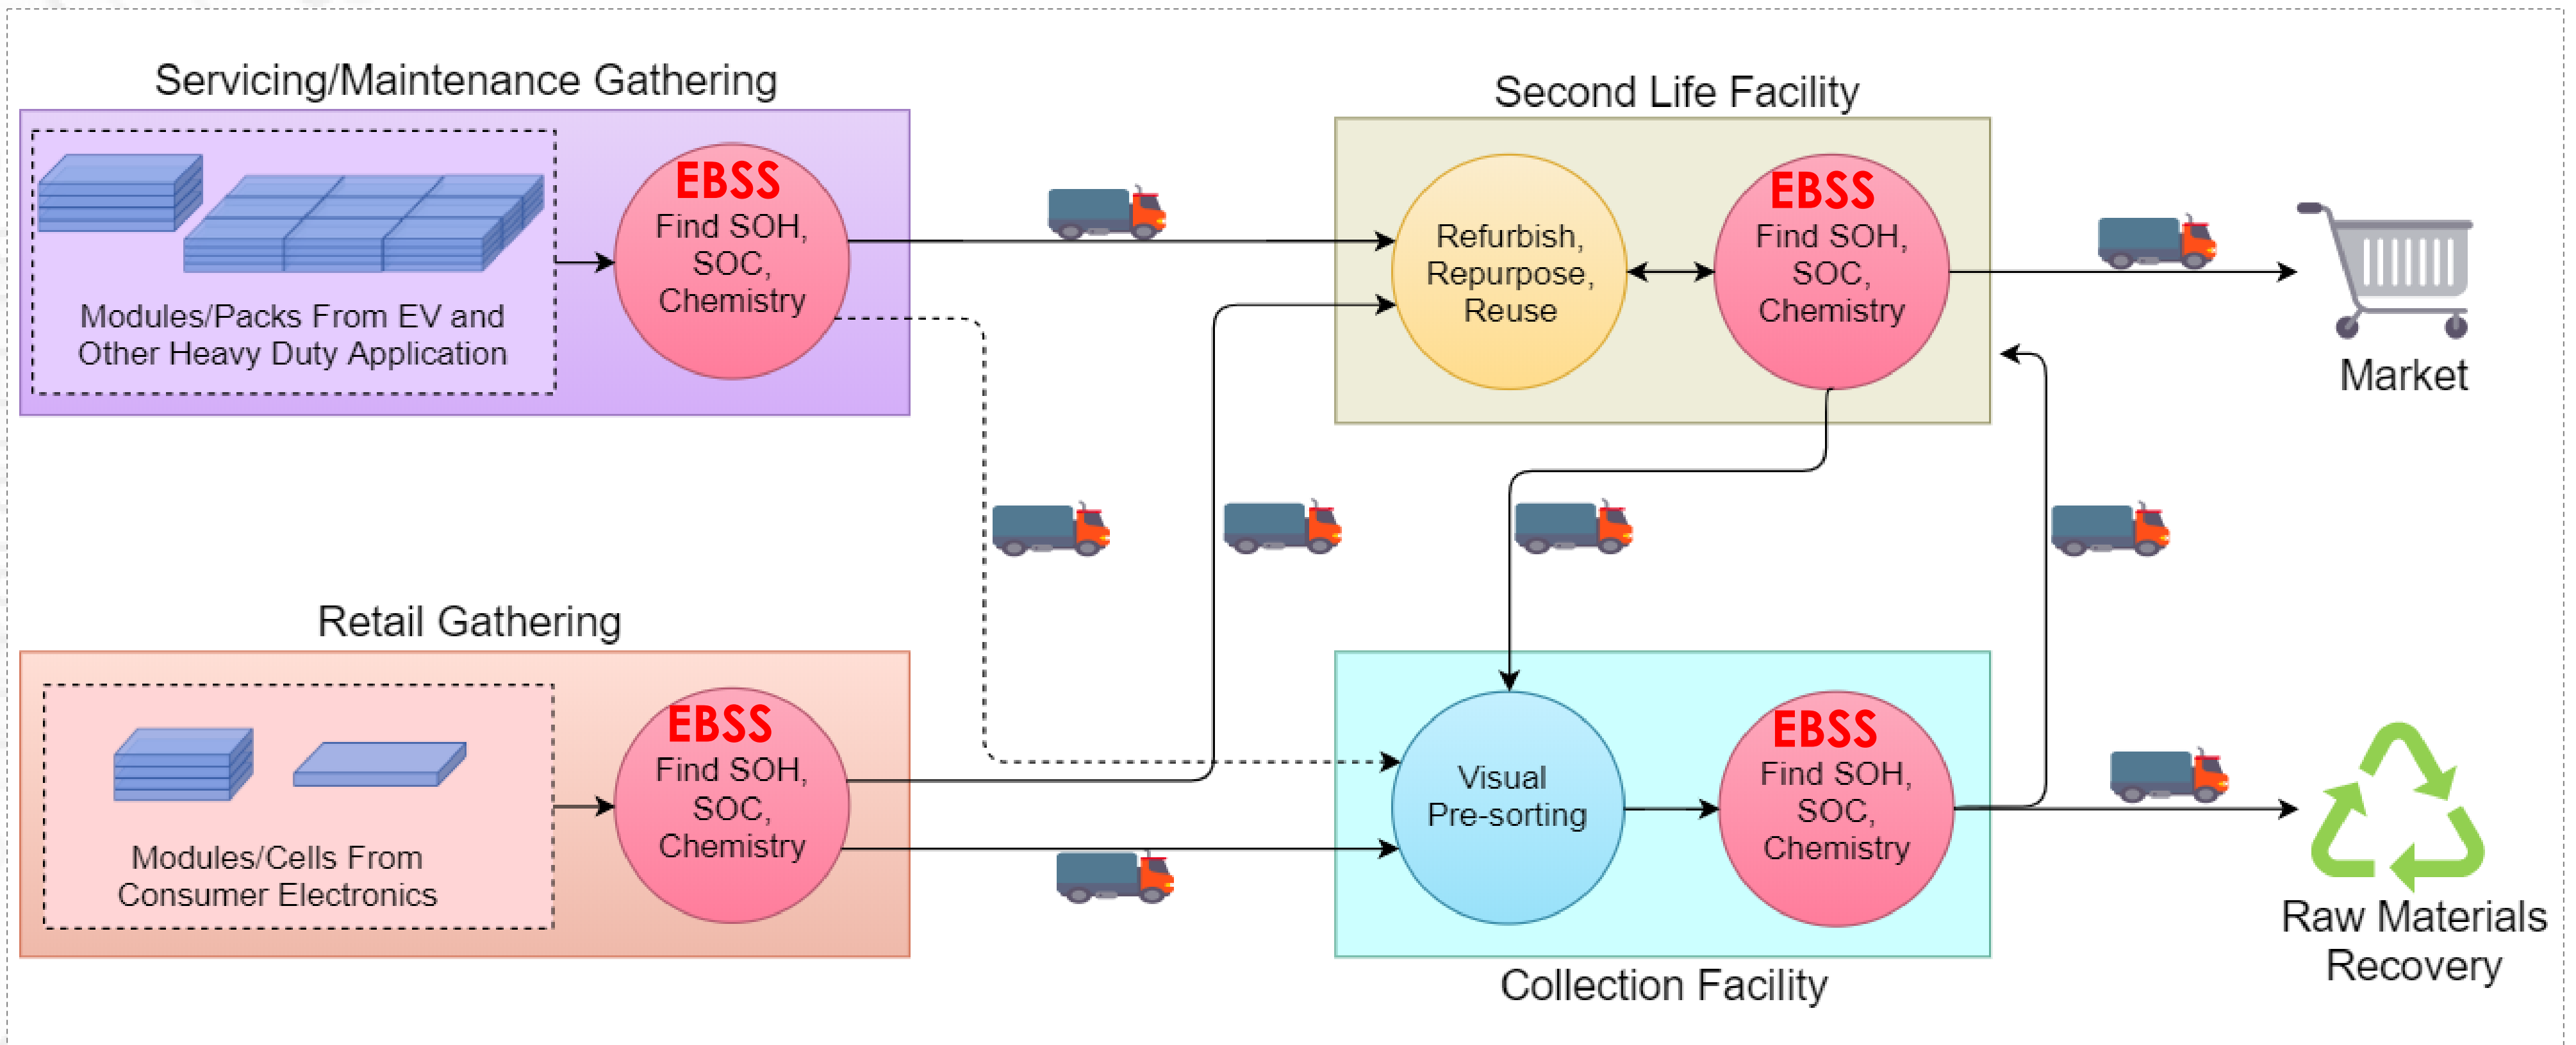 Servicing/Maintenance Gathering
Modules/Packs From EV and
Other Heavy Duty Application
EBSS
Find SOH,
SOC,
Chemistry
Second Life Facility
Refurbish,
Repurpose,
Reuse
EBSS
Find SOH,
SOC,
Chemistry
Market
Retail Gathering
Modules/Cells From
Consumer Electronics
EBSS
Find SOH,
SOC,
Chemistry
Visual
Pre-sorting
EBSS
Find SOH,
SOC,
Chemistry
Collection Facility
Raw Materials
Recovery